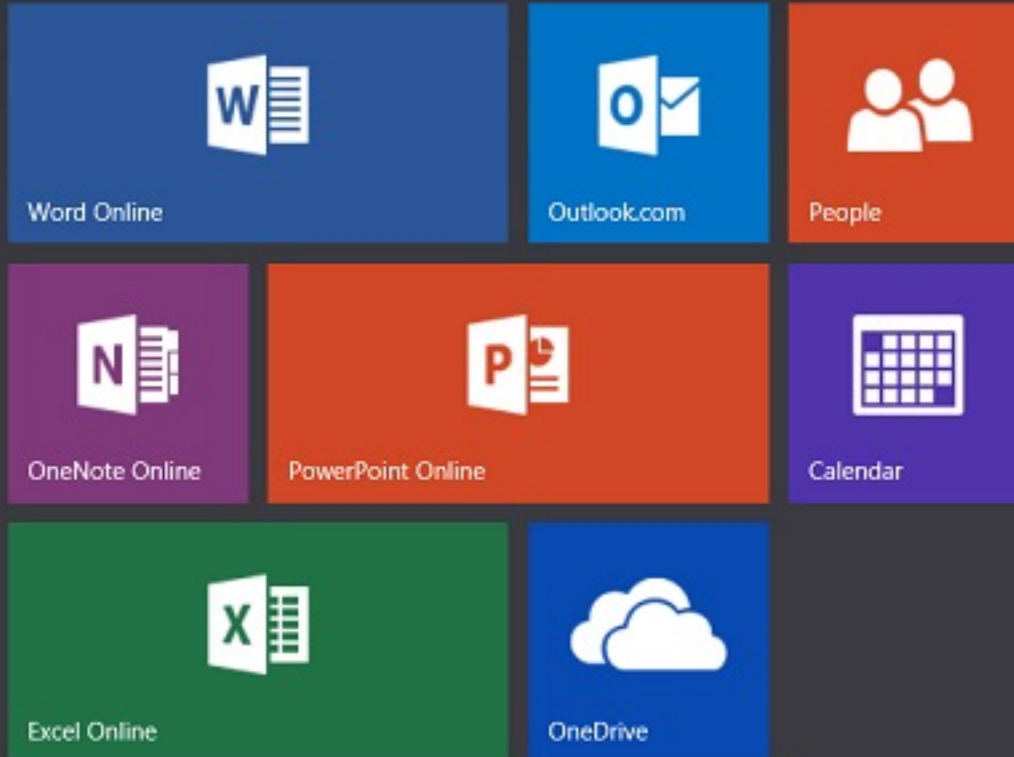 W
Word Online
O
Outlook.com
People
N
OneNote Online
P
PowerPoint Online
Calendar
X
Excel Online
OneDrive